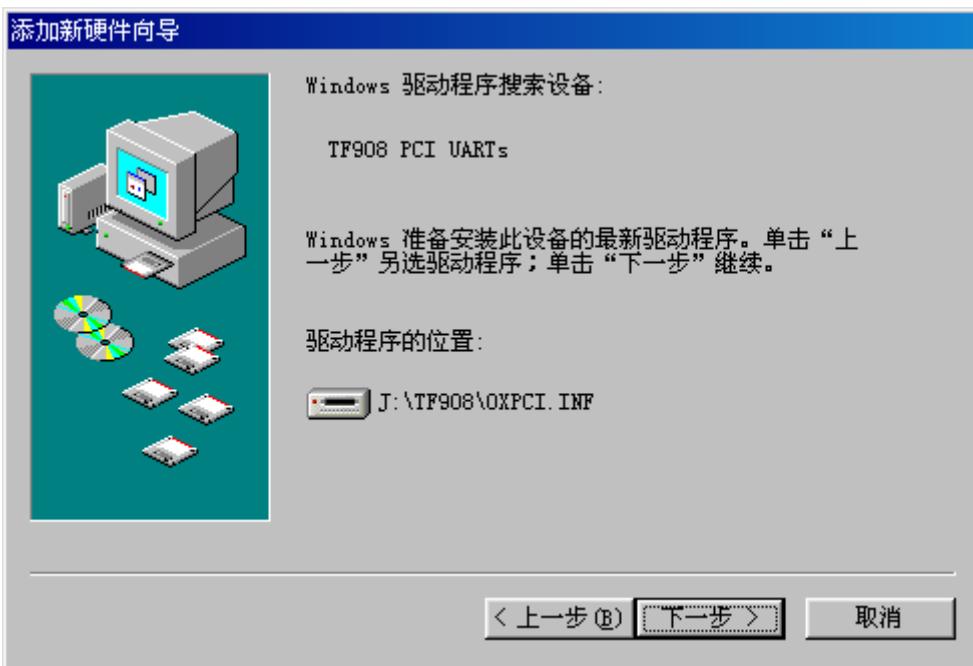 添加新硬件向导
Windows 驱动程序搜索设备:
TF908 PCI UARTs
Windows 准备安装此设备的最新驱动程序。单击“上
一步”另选驱动程序；单击“下一步”继续。
驱动程序的位置:
J:\TF908\OXPCI.INF
< 上一步(B)
下一步 >
取消